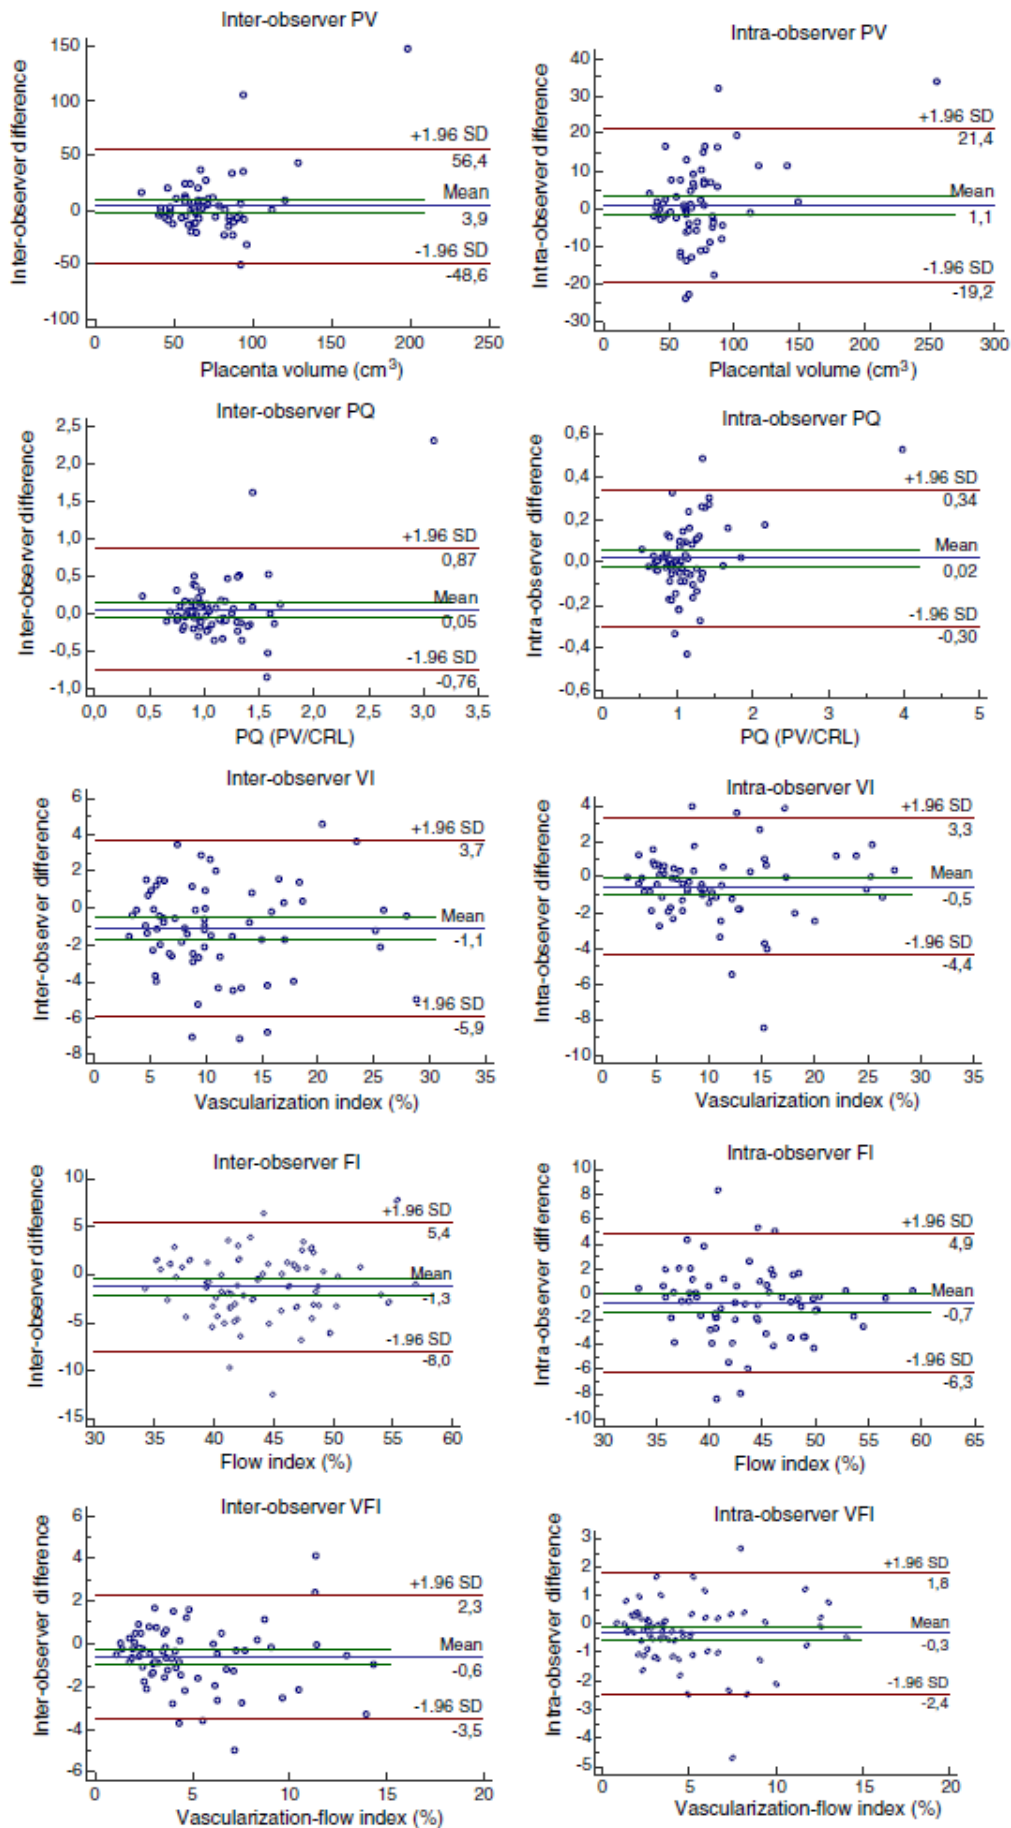 Inter-observer PV
Inter-observer difference
150
100
50
0
-50
-100
+1.96 SD
56,4
Mean
3,9
-1.96 SD
-48,6
0 50 100 150 200 250
Placenta volume (cm³)
Intra-observer PV
Intra-observer difference
40
30
20
10
0
-10
-20
-30
+1.96 SD
21,4
Mean
1,1
-1.96 SD
-19,2
0 50 100 150 200 250 300
Placental volume (cm³)
Inter-observer PQ
Inter-observer difference
2,5
2,0
1,5
1,0
0,5
0,0
-0,5
-1,0
+1.96 SD
0,87
Mean
0,05
-1.96 SD
-0,76
0,0 0,5 1,0 1,5 2,0 2,5 3,0 3,5
PQ (PV/CRL)
Intra-observer PQ
Intra-observer difference
0,6
0,4
0,2
0,0
-0,2
-0,4
-0,6
+1.96 SD
0,34
Mean
0,02
-1.96 SD
-0,30
0 1 2 3 4 5
PQ (PV/CRL)
Inter-observer VI
Inter-observer difference
6
4
2
0
-2
-4
-6
-8
+1.96 SD
3,7
Mean
-1,1
-1.96 SD
-5,9
0 5 10 15 20 25 30 35
Vascularization index (%)
Intra-observer VI
Intra-observer difference
4
2
0
-2
-4
-6
-8
-10
+1.96 SD
3,3
Mean
-0,5
-1.96 SD
-4,4
0 5 10 15 20 25 30 35
Vascularization index (%)
Inter-observer FI
Inter-observer difference
10
5
0
-5
-10
-15
+1.96 SD
5,4
Mean
-1,3
-1.96 SD
-8,0
30 35 40 45 50 55 60
Flow index (%)
Intra-observer FI
Intra-observer difference
10
8
6
4
2
0
-2
-4
-6
-8
-10
+1.96 SD
4,9
Mean
-0,7
-1.96 SD
-6,3
30 35 40 45 50 55 60 65
Flow index (%)
Inter-observer VFI
Inter-observer difference
6
4
2
0
-2
-4
-6
+1.96 SD
2,3
Mean
-0,6
-1.96 SD
-3,5
0 5 10 15 20
Vascularization-flow index (%)
Intra-observer VFI
Intra-observer difference
3
2
1
0
-1
-2
-3
-4
-5
+1.96 SD
1,8
Mean
-0,3
-1.96 SD
-2,4
0 5 10 15 20
Vascularization-flow index (%)